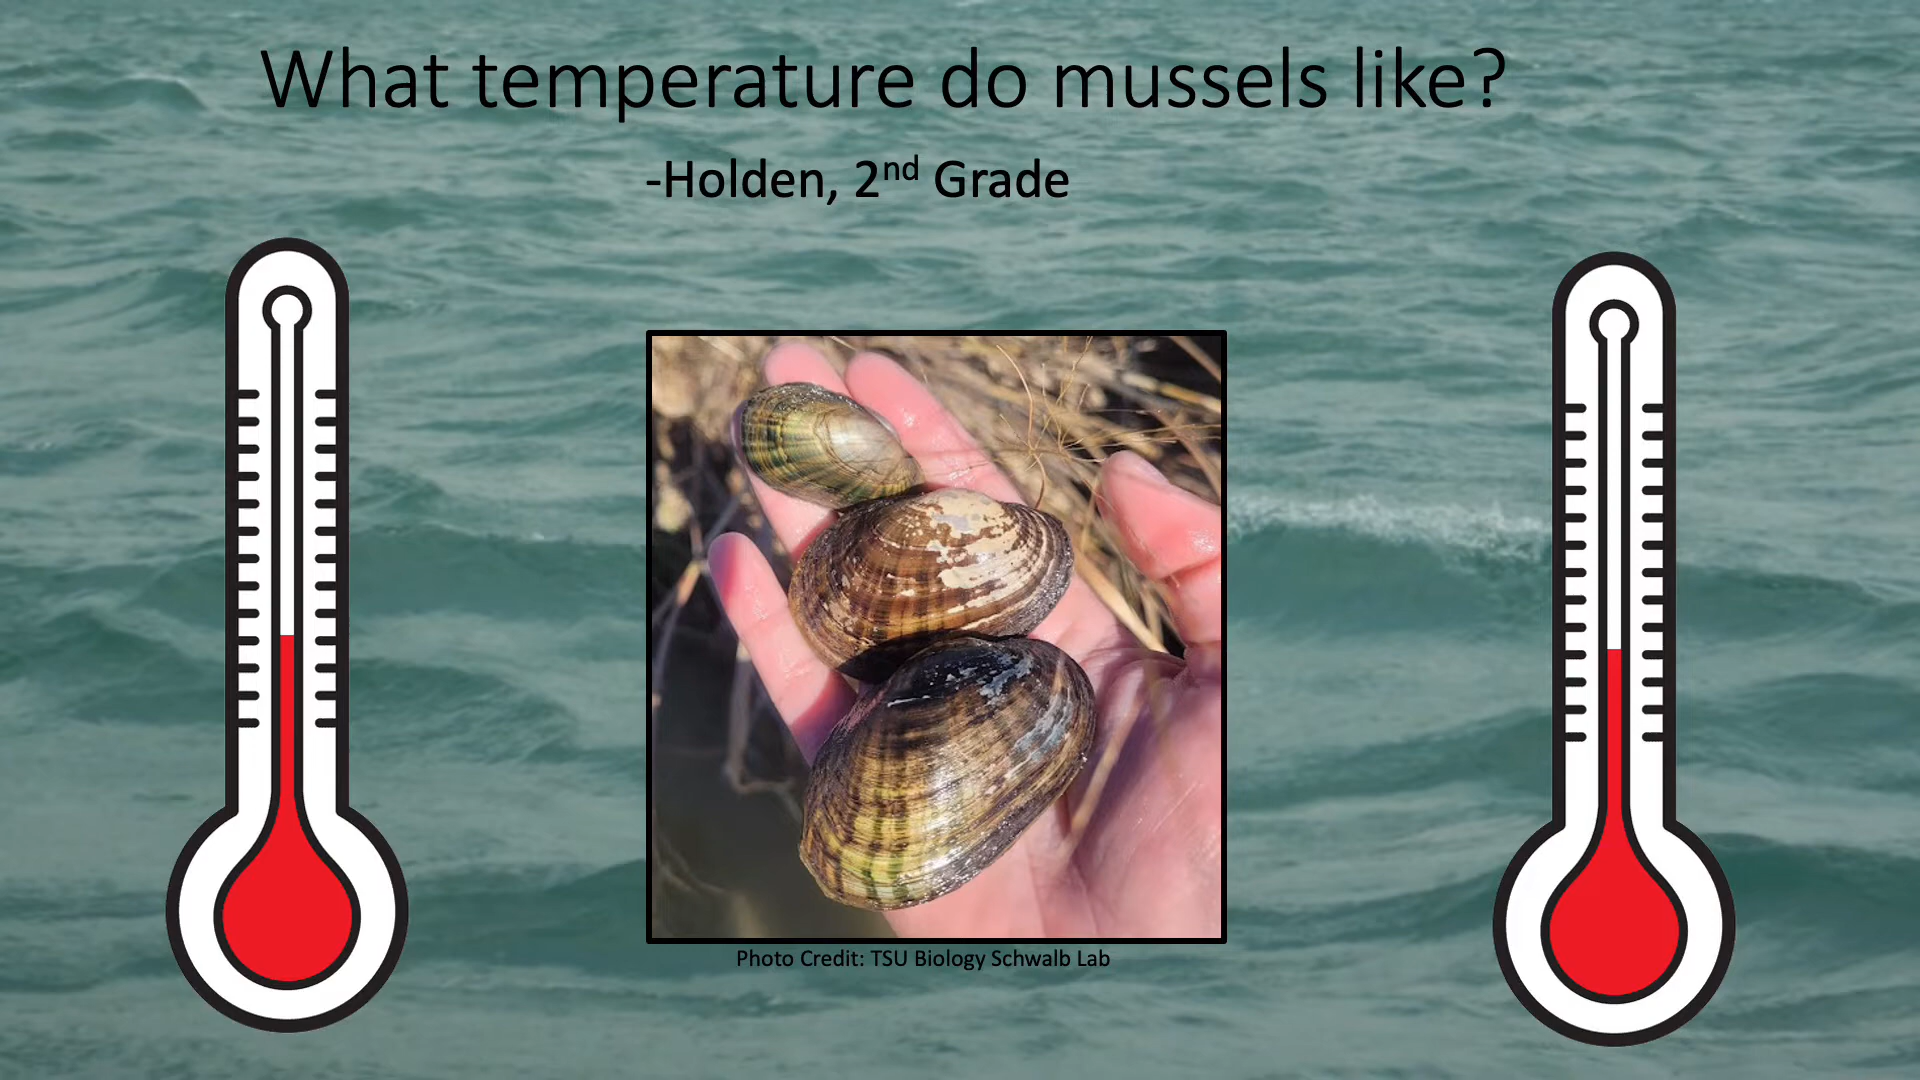 What temperature do mussels like?
-Holden, 2nd Grade
Photo Credit: TSU Biology Schwalb Lab